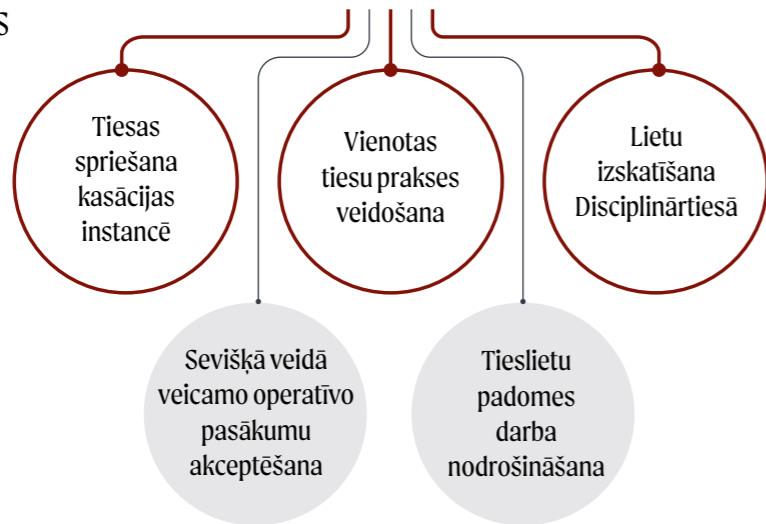 s
Tiesas
spriešana
kasācijas
instancē
Vienotas
tiesu prakses
veidošana
Lietu
izskatīšana
Disciplinārtiesā
Sevišķā veidā
veicamo operatīvo
pasākumu
akceptēšana
Tieslietu
padomes
darba
nodrošināšana